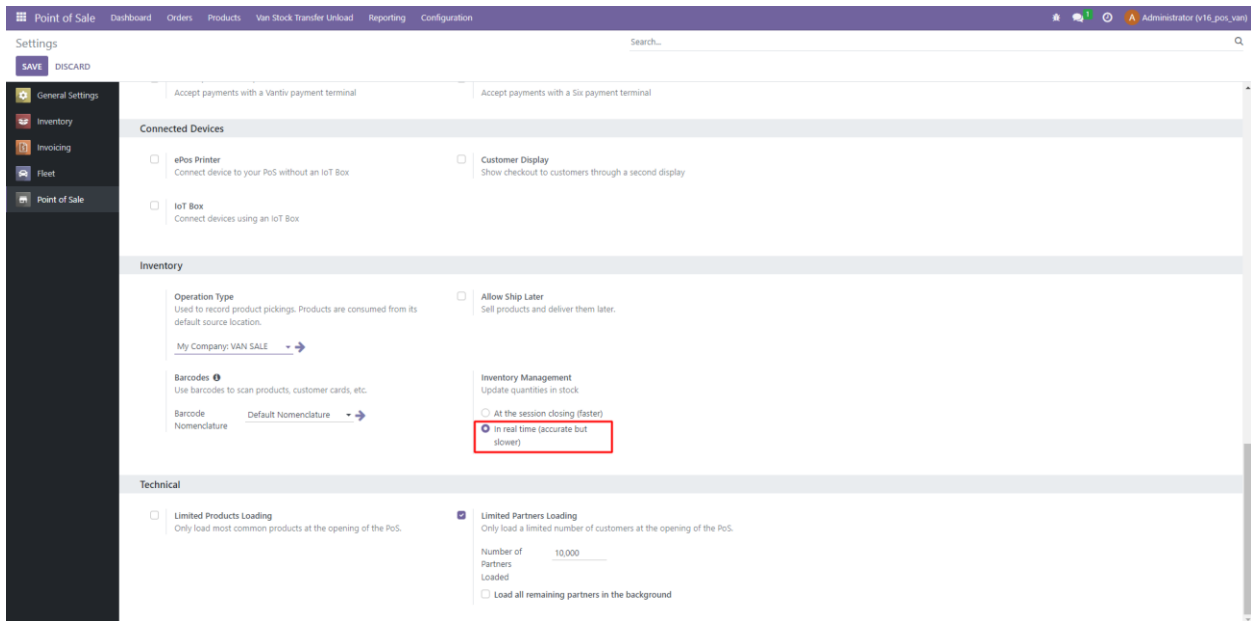 Point of Sale Dashboard Orders Products Van Stock Transfer Unload Reporting Configuration 1 A Administrator (v16_pos_van)
Settings Search...
SAVE DISCARD
General Settings
Inventory
Invoicing
Fleet
Point of Sale
Accept payments with a Vantiv payment terminal
Accept payments with a Six payment terminal
Connected Devices
ePos Printer
Connect device to your PoS without an IoT Box
Customer Display
Show checkout to customers through a second display
IoT Box
Connect devices using an IoT Box
Inventory
Operation Type
Used to record product pickings. Products are consumed from its
default source location.
My Company: VAN SALE
Allow Ship Later
Sell products and deliver them later.
Barcodes
Use barcodes to scan products, customer cards, etc.
Barcode
Nomenclature
Default Nomenclature
Inventory Management
Update quantities in stock
At the session closing (faster)
In real time (accurate but
slower)
Technical
Limited Products Loading
Only load most common products at the opening of the PoS.
Limited Partners Loading
Only load a limited number of customers at the opening of the PoS.
Number of
Partners
Loaded
10,000
Load all remaining partners in the background